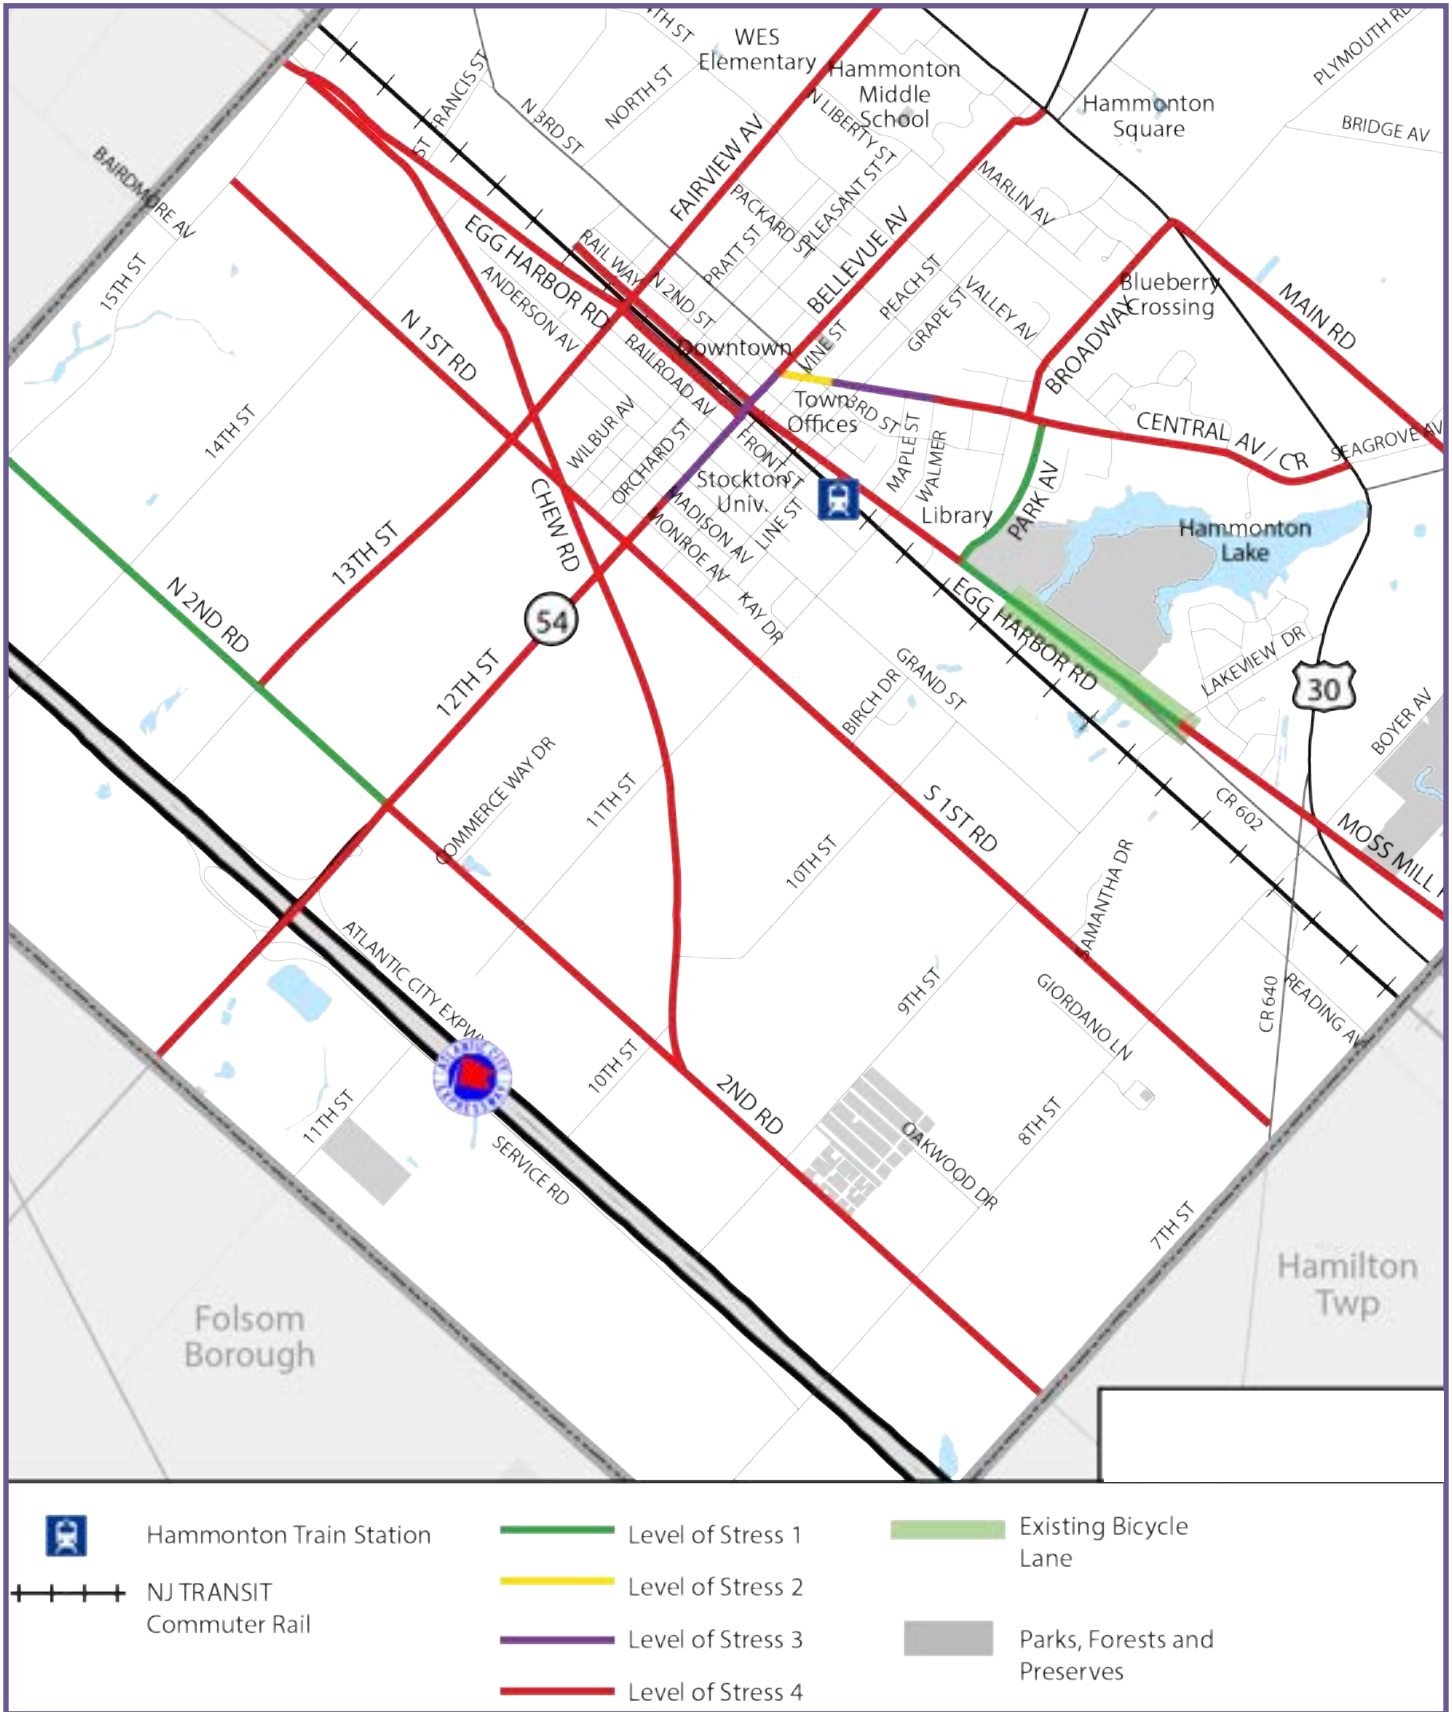 4TH ST
WES
Elementary
Hammonton
Middle
School
PLYMOUTH RD
Hammonton
Square
BRIDGE AV
ST FRANCIS ST
N 3RD ST
NORTH ST
FAIRVIEW AV
N LIBERTY ST
PLEASANT ST
PACKARD ST
PRATT ST
MARLIN AV
BAIRDMORE AV
15TH ST
EGG HARBOR RD
RAIL WAY
N 2ND ST
BELLEVUE AV
PEACH ST
GRAPE ST
VALLEY AV
Blueberry
Crossing
BROADWAY
MAIN RD
ANDERSON AV
N 1ST RD
RAILROAD AV
Downtown
VINE ST
Town
Offices
3RD ST
MAPLE ST
WALMER
CENTRAL AV / CR
SEAGROVE AV
14TH ST
WILBUR AV
ORCHARD ST
FRONT ST
Stockton
Univ.
MADISON AV
LINE ST
MONROE AV
KAY DR
Library
PARK AV
Hammonton
Lake
CHEW RD
13TH ST
N 2ND RD
54
12TH ST
EGG HARBOR RD
LAKEVIEW DR
30
GRAND ST
BIRCH DR
BOYER AV
COMMERCE WAY DR
11TH ST
S 1ST RD
CR 602
MOSS MILL R
10TH ST
SAMANTHA DR
ATLANTIC CITY EXPWY
9TH ST
GIORDANO LN
CR 640
READING AV
ATLANTIC CITY
EXPRESSWAY
10TH ST
2ND RD
11TH ST
SERVICE RD
OAKWOOD DR
8TH ST
7TH ST
Hamilton
Twp
Folsom
Borough
Hammonton Train Station
NJ TRANSIT
Commuter Rail
Level of Stress 1
Level of Stress 2
Level of Stress 3
Level of Stress 4
Existing Bicycle
Lane
Parks, Forests and
Preserves